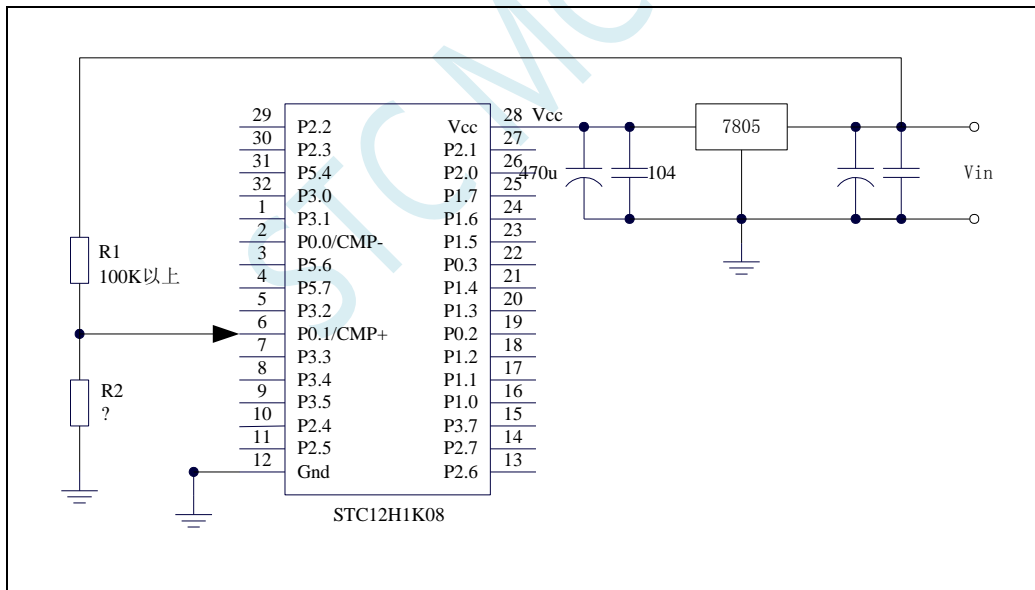 STC MC
29 P2.2
30 P2.3
31 P5.4
32 P3.0
1 P3.1
2 P0.0/CMP-
3 P5.6
4 P5.7
5 P3.2
6 P0.1/CMP+
7 P3.3
8 P3.4
9 P3.5
10 P2.4
11 P2.5
12 Gnd
Vcc 28 Vcc
P2.1 27
P2.0 26
P1.7 25
P1.6 24
P1.5 23
P0.3 22
P1.4 21
P1.3 20
P0.2 19
P1.2 18
P1.1 17
P1.0 16
P3.7 15
P2.7 14
P2.6 13
STC12H1K08
R1
100K以上
R2
?
470u
104
7805
Vin